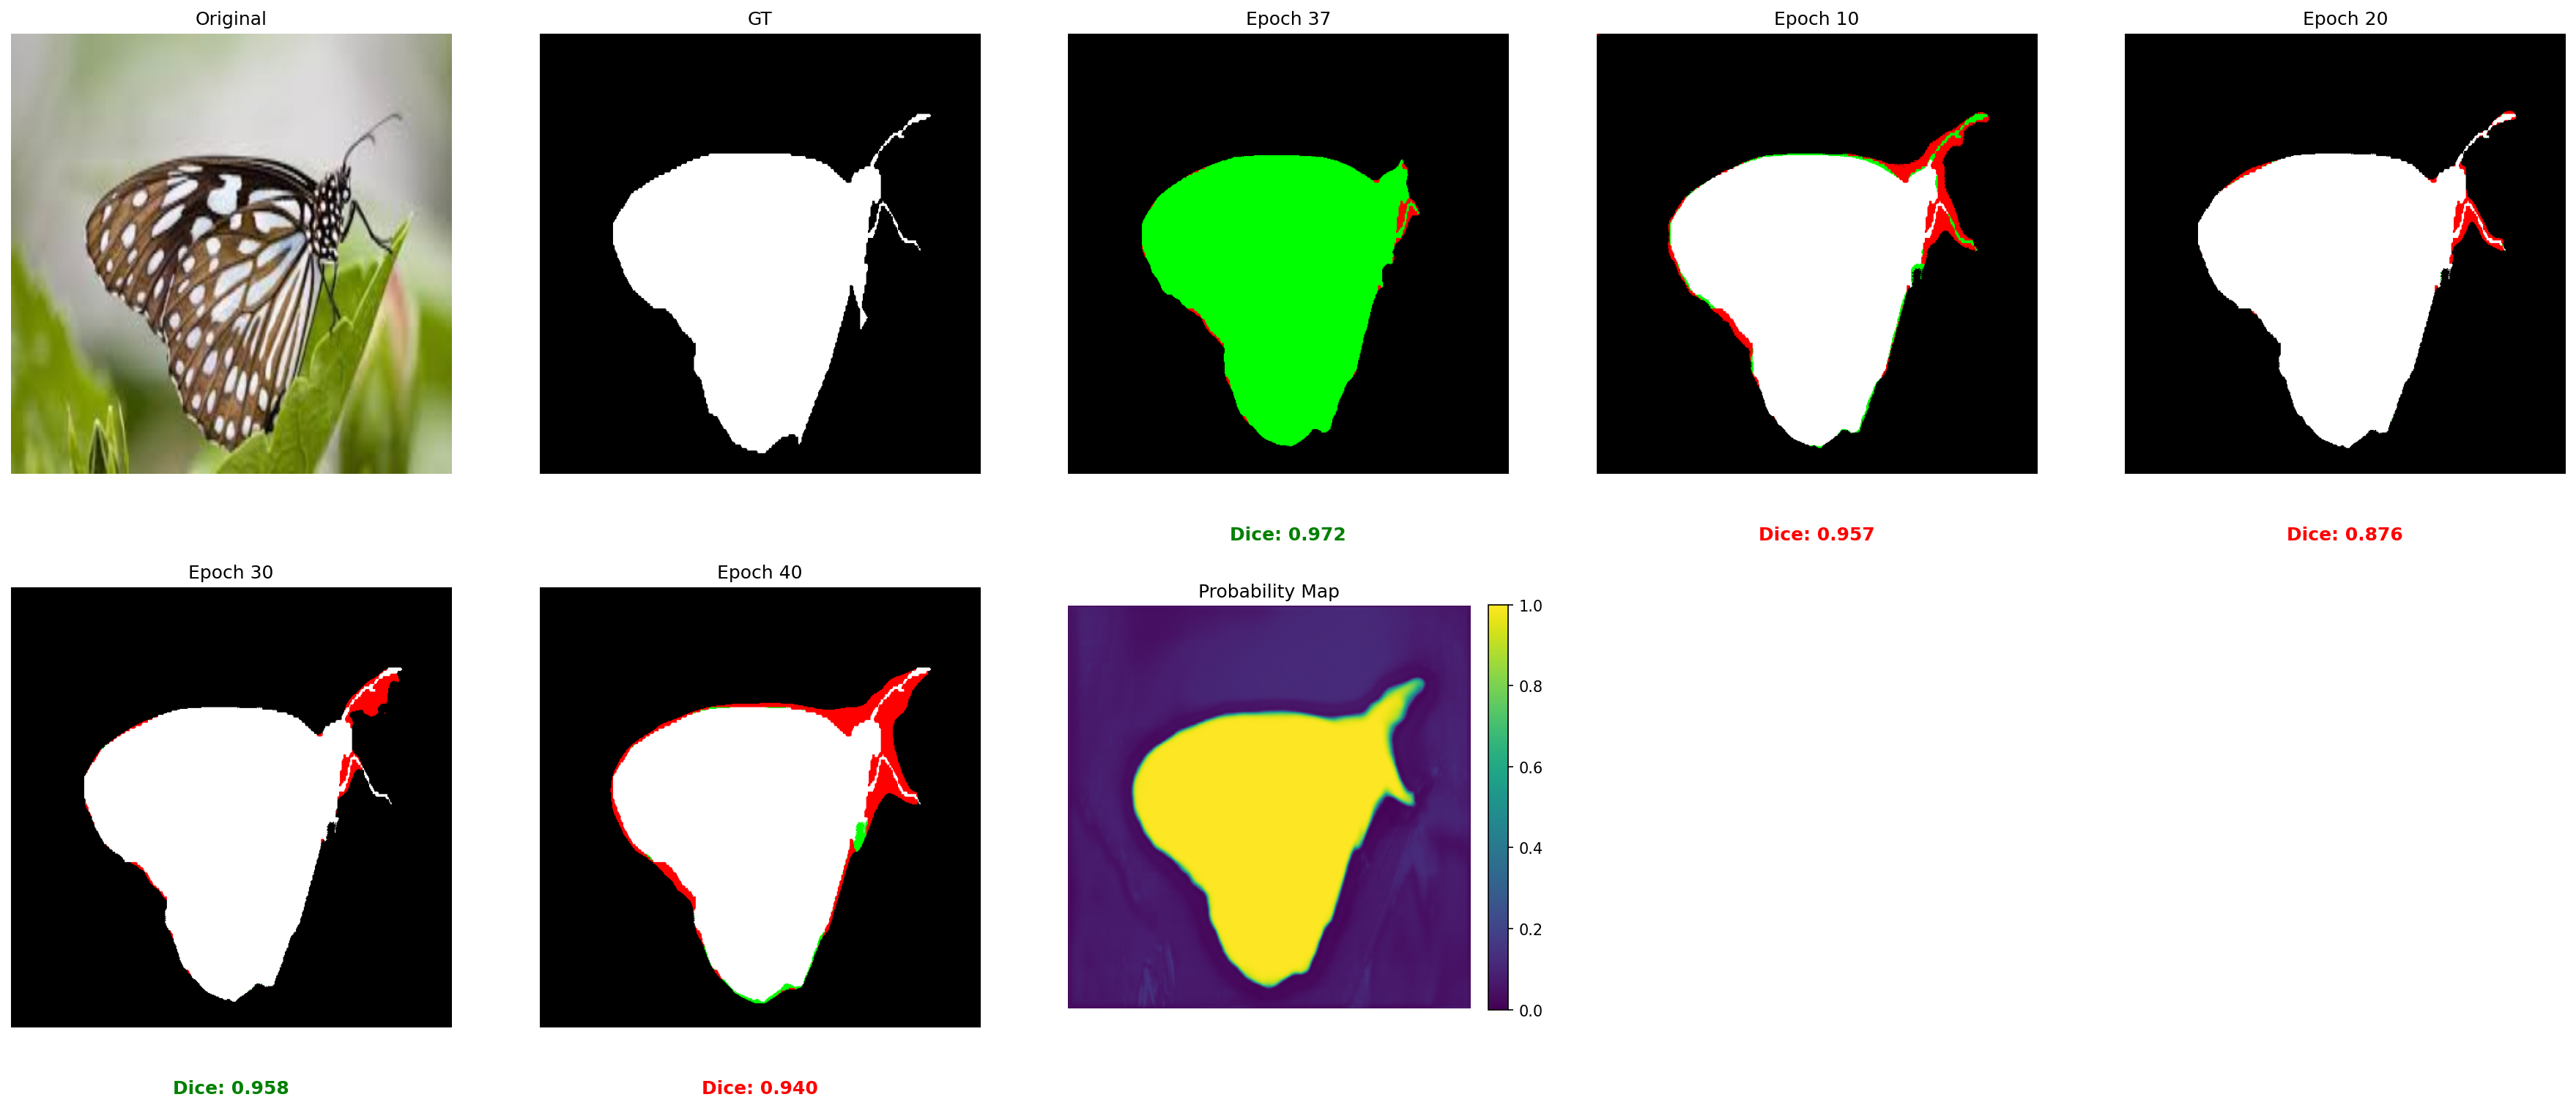 Original
GT
Epoch 37
Epoch 10
Epoch 20
Dice: 0.972
Dice: 0.957
Dice: 0.876
Epoch 30
Epoch 40
Probability Map
1.0
0.8
0.6
0.4
0.2
0.0
Dice: 0.958
Dice: 0.940